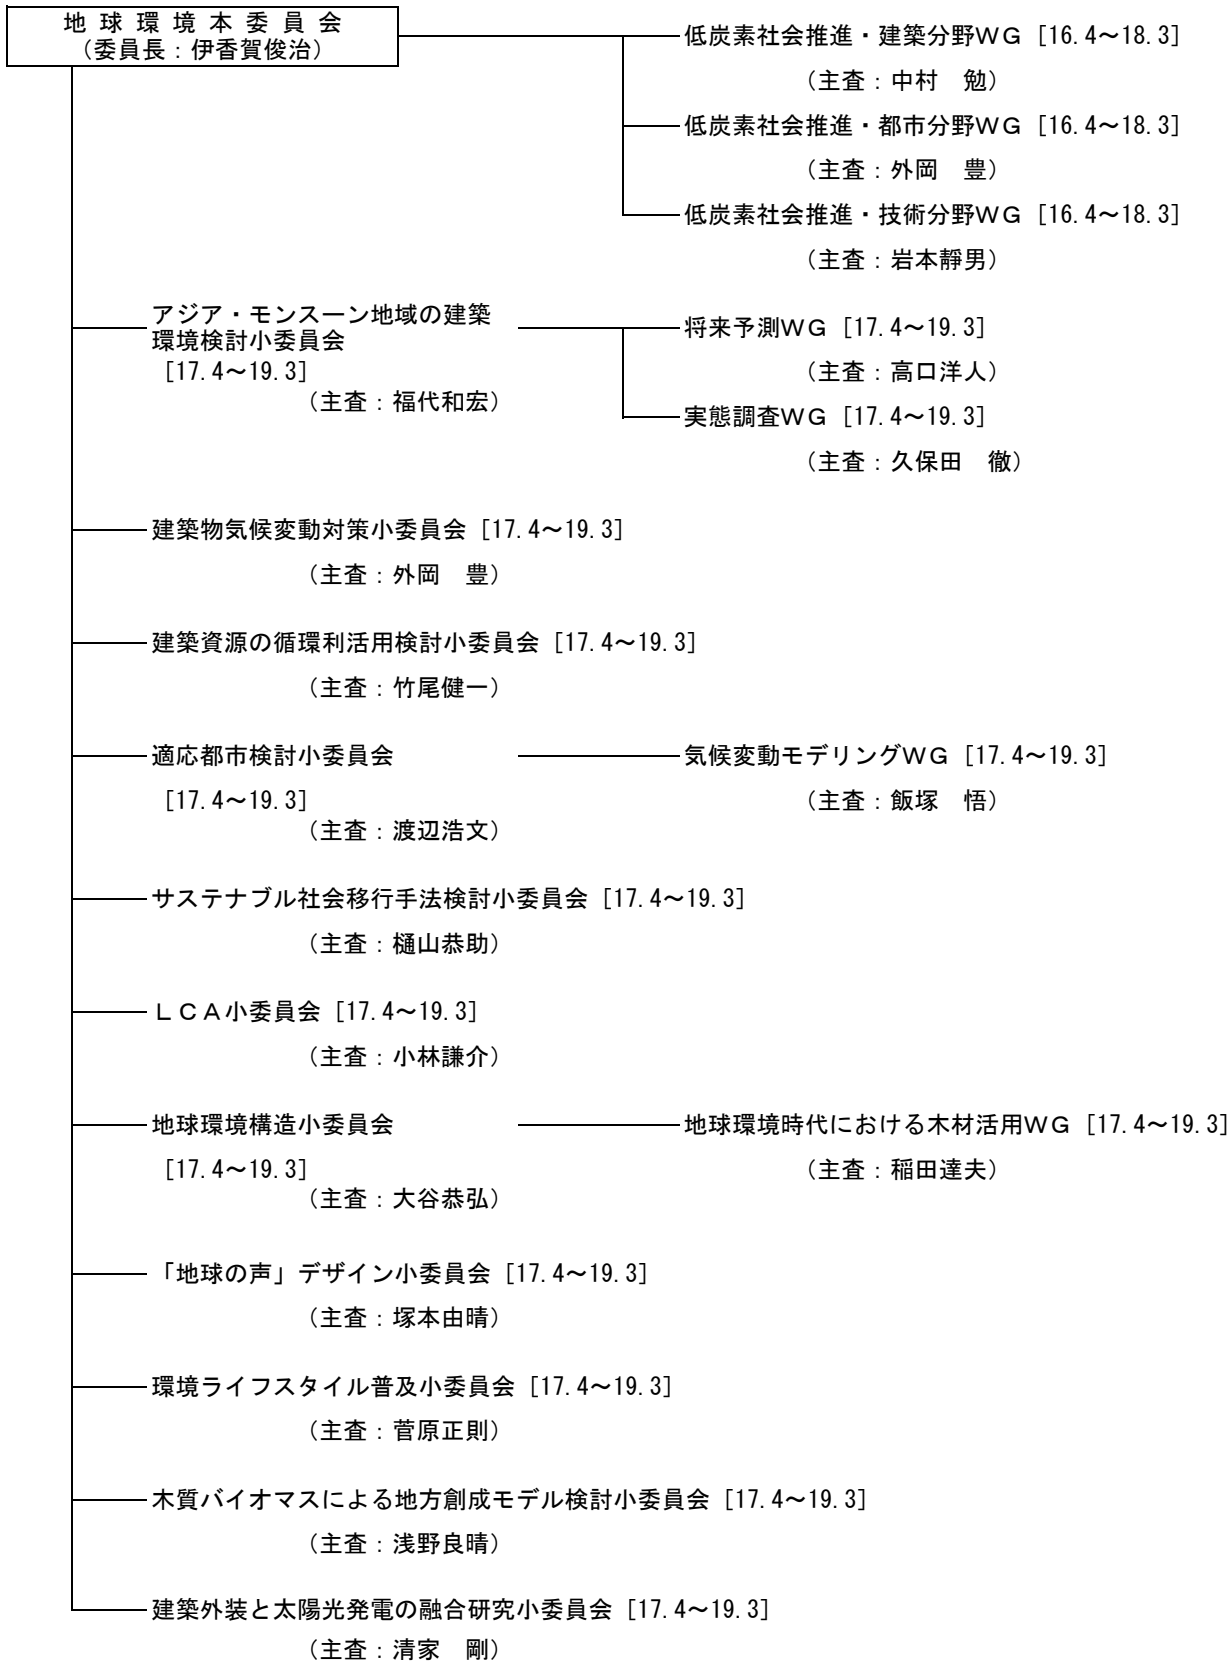 地球環境本委員会
（委員長：伊香賀俊治）
低炭素社会推進・建築分野ＷＧ [16.4～18.3]
（主査：中村　勉）
低炭素社会推進・都市分野ＷＧ [16.4～18.3]
（主査：外岡　豊）
低炭素社会推進・技術分野ＷＧ [16.4～18.3]
（主査：岩本靜男）
アジア・モンスーン地域の建築
環境検討小委員会
[17.4～19.3]
（主査：福代和宏）
将来予測ＷＧ [17.4～19.3]
（主査：高口洋人）
実態調査ＷＧ [17.4～19.3]
（主査：久保田　徹）
建築物気候変動対策小委員会 [17.4～19.3]
（主査：外岡　豊）
建築資源の循環利活用検討小委員会 [17.4～19.3]
（主査：竹尾健一）
適応都市検討小委員会
[17.4～19.3]
（主査：渡辺浩文）
気候変動モデリングＷＧ [17.4～19.3]
（主査：飯塚　悟）
サステナブル社会移行手法検討小委員会 [17.4～19.3]
（主査：樋山恭助）
ＬＣＡ小委員会 [17.4～19.3]
（主査：小林謙介）
地球環境構造小委員会
[17.4～19.3]
（主査：大谷恭弘）
地球環境時代における木材活用ＷＧ [17.4～19.3]
（主査：稲田達夫）
「地球の声」デザイン小委員会 [17.4～19.3]
（主査：塚本由晴）
環境ライフスタイル普及小委員会 [17.4～19.3]
（主査：菅原正則）
木質バイオマスによる地方創成モデル検討小委員会 [17.4～19.3]
（主査：浅野良晴）
建築外装と太陽光発電の融合研究小委員会 [17.4～19.3]
（主査：清家　剛）